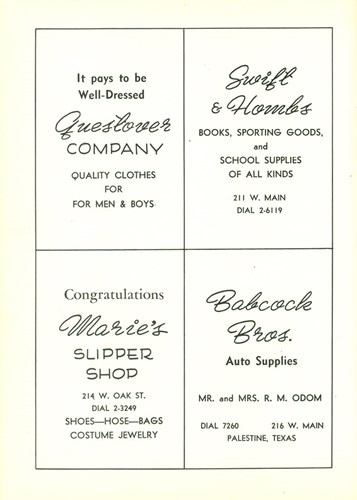 It pays to be
Well-Dressed
Gueslover
COMPANY
QUALITY CLOTHES
FOR
FOR MEN & BOYS
Swift
& Hombs
BOOKS, SPORTING GOODS,
and
SCHOOL SUPPLIES
OF ALL KINDS
211 W. MAIN
DIAL 2-6119
Congratulations
Marie's
SLIPPER
SHOP
214 W. OAK ST.
DIAL 2-3249
SHOES—HOSE—BAGS
COSTUME JEWELRY
Babcock
Bros.
Auto Supplies
MR. and MRS. R. M. ODOM
DIAL 7260 216 W. MAIN
PALESTINE, TEXAS